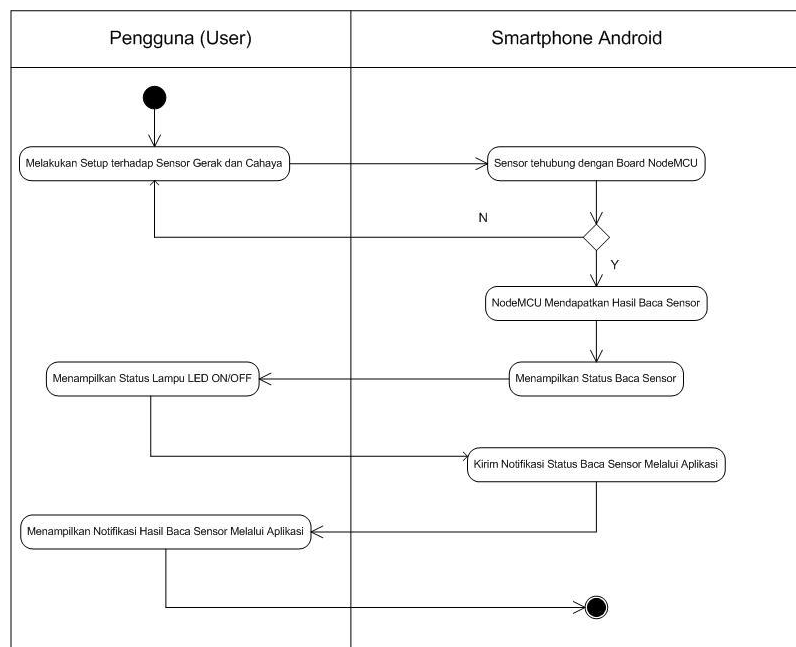 Pengguna (User)
Smartphone Android
Melakukan Setup terhadap Sensor Gerak dan Cahaya
Sensor tehubung dengan Board NodeMCU
N
Y
NodeMCU Mendapatkan Hasil Baca Sensor
Menampilkan Status Lampu LED ON/OFF
Menampilkan Status Baca Sensor
Kirim Notifikasi Status Baca Sensor Melalui Aplikasi
Menampilkan Notifikasi Hasil Baca Sensor Melalui Aplikasi